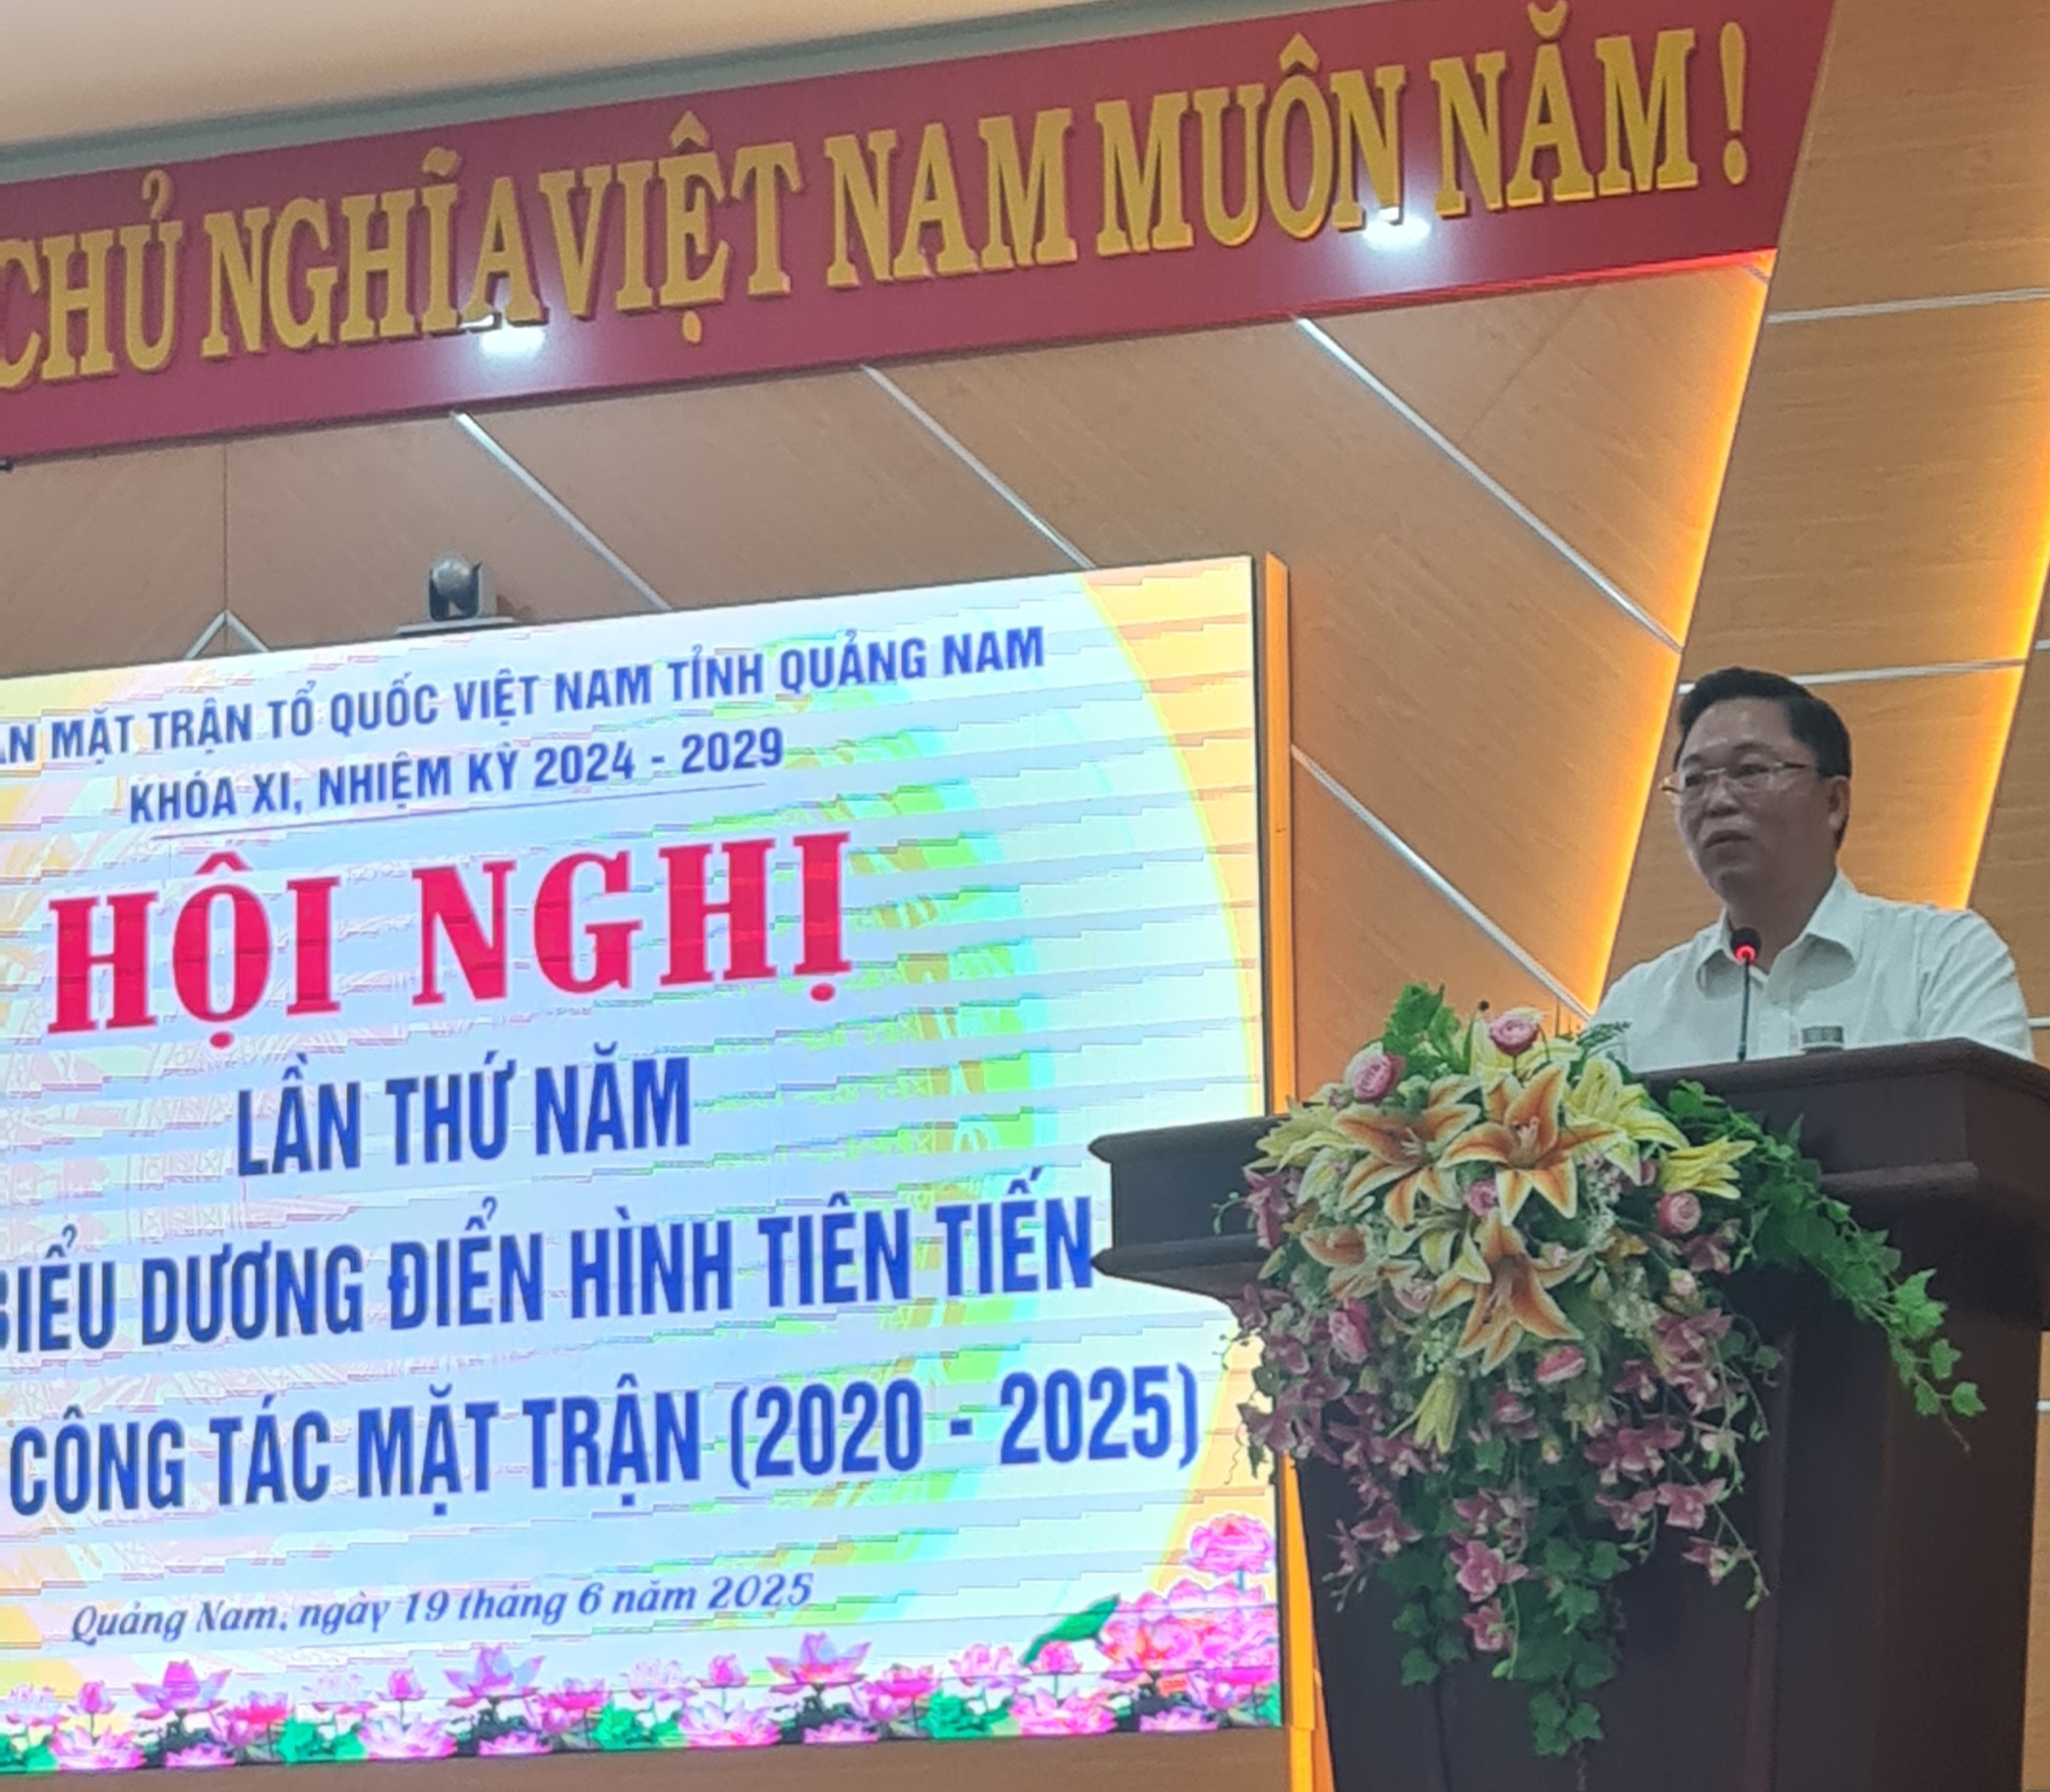 CHỦ NGHĨA VIỆT NAM MUÔN NĂM!
MẶT TRẬN TỔ QUỐC VIỆT NAM TỈNH QUẢNG NAM
KHÓA XI, NHIỆM KỲ 2024 - 2029
HỘI NGHỊ
LẦN THỨ NĂM
BIỂU DƯƠNG ĐIỂN HÌNH TIÊN TIẾN
CÔNG TÁC MẶT TRẬN (2020 - 2025)
Quảng Nam, ngày 19 tháng 6 năm 2025